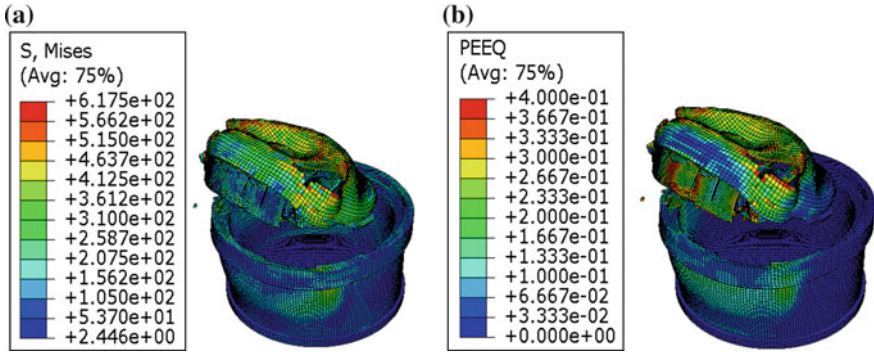 (a)
S, Mises
(Avg: 75%)
+6.175e+02
+5.662e+02
+5.150e+02
+4.637e+02
+4.125e+02
+3.612e+02
+3.100e+02
+2.587e+02
+2.075e+02
+1.562e+02
+1.050e+02
+5.370e+01
+2.446e+00
(b)
PEEQ
(Avg: 75%)
+4.000e-01
+3.667e-01
+3.333e-01
+3.000e-01
+2.667e-01
+2.333e-01
+2.000e-01
+1.667e-01
+1.333e-01
+1.000e-01
+6.667e-02
+3.333e-02
+0.000e+00